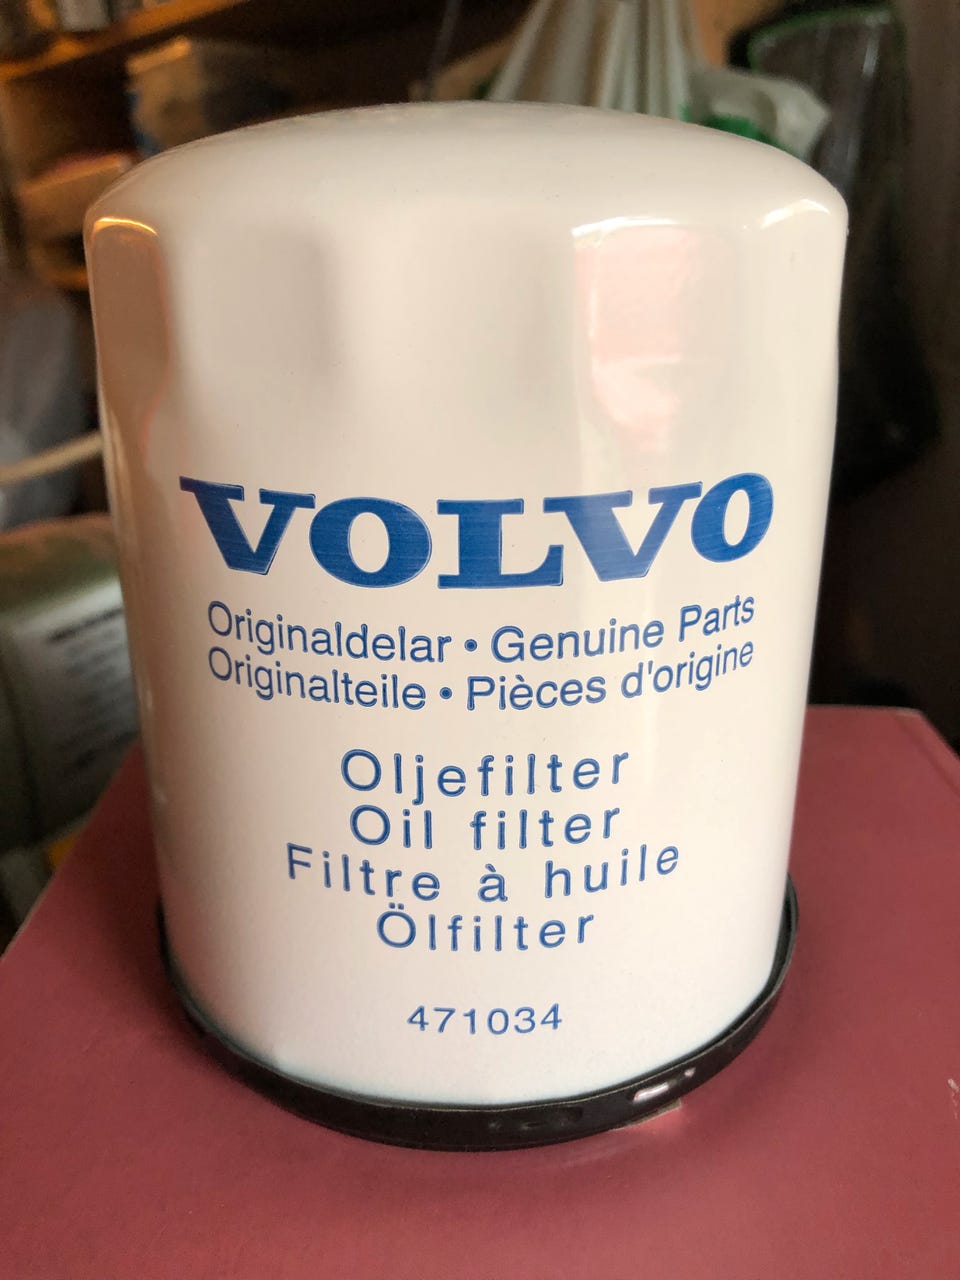 VOLVO
Originaldelar • Genuine Parts
Originalteile • Pièces d'origine
Oljefilter
Oil filter
Filtre à huile
Ölfilter
471034